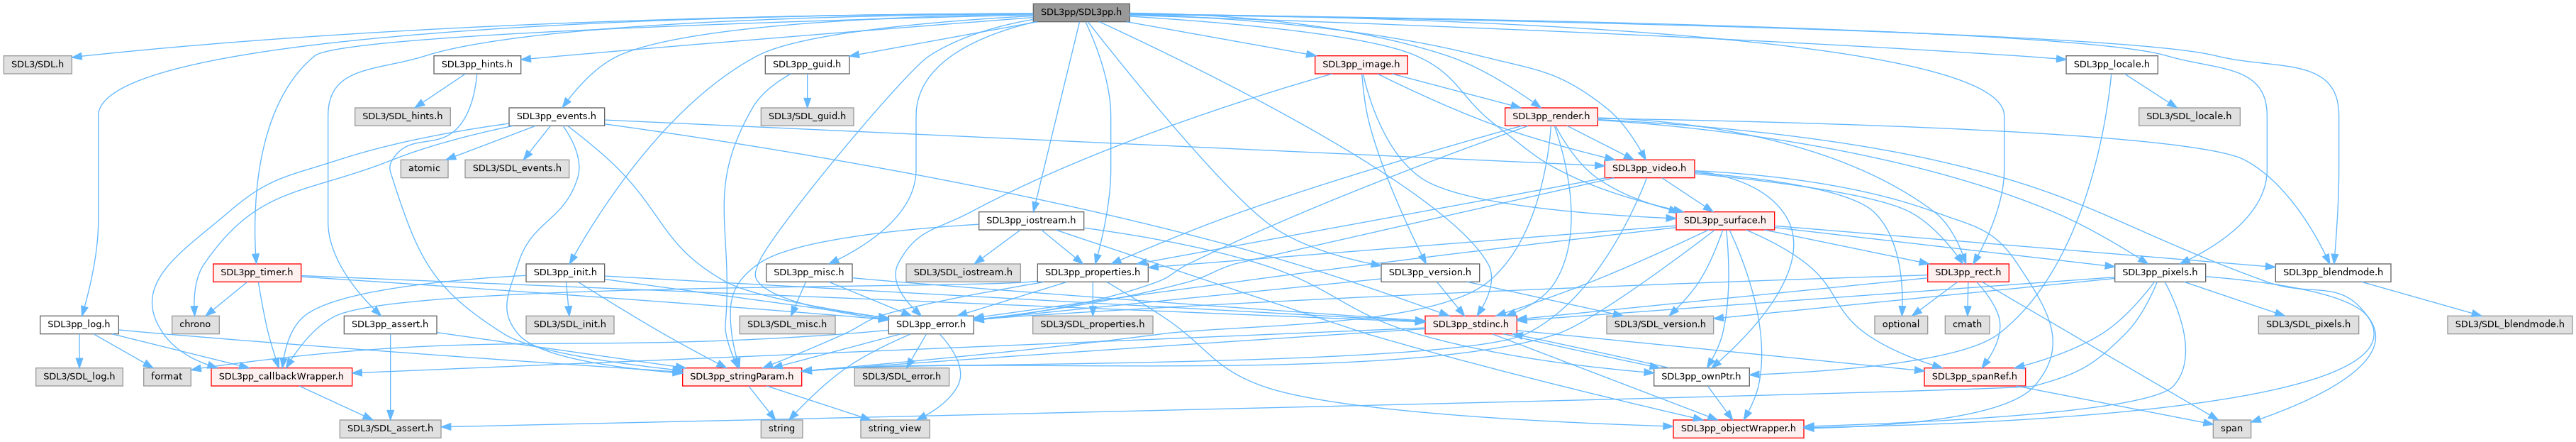 SDL3pp/SDL3pp.h
SDL3/SDL.h
SDL3pp_hints.h
SDL3pp_guid.h
SDL3pp_image.h
SDL3pp_locale.h
SDL3/SDL_hints.h
SDL3pp_events.h
SDL3/SDL_guid.h
SDL3pp_render.h
SDL3/SDL_locale.h
atomic
SDL3/SDL_events.h
SDL3pp_video.h
SDL3pp_iostream.h
SDL3pp_surface.h
SDL3pp_timer.h
SDL3pp_init.h
SDL3pp_misc.h
SDL3/SDL_iostream.h
SDL3pp_properties.h
SDL3pp_version.h
SDL3pp_rect.h
SDL3pp_pixels.h
SDL3pp_blendmode.h
SDL3pp_log.h
chrono
SDL3pp_assert.h
SDL3/SDL_init.h
SDL3/SDL_misc.h
SDL3pp_error.h
SDL3/SDL_properties.h
SDL3pp_stdinc.h
SDL3/SDL_version.h
optional
cmath
SDL3/SDL_pixels.h
SDL3/SDL_blendmode.h
SDL3/SDL_log.h
format
SDL3pp_callbackWrapper.h
SDL3pp_stringParam.h
SDL3/SDL_error.h
SDL3pp_ownPtr.h
SDL3pp_spanRef.h
SDL3/SDL_assert.h
string
string_view
SDL3pp_objectWrapper.h
span